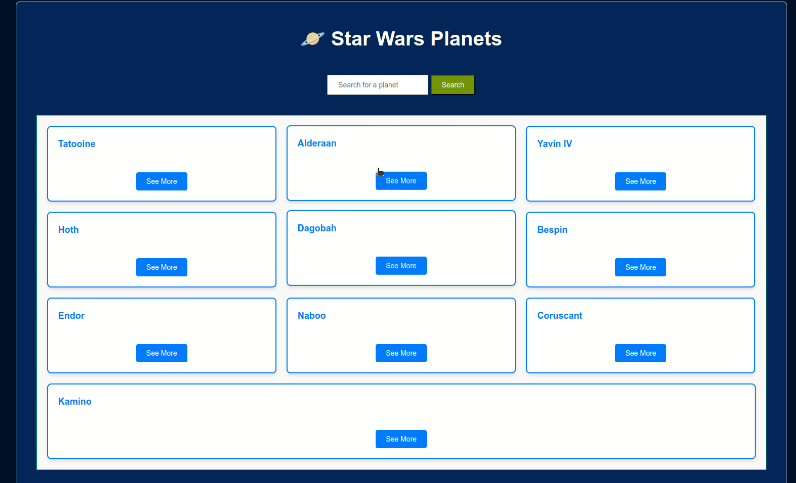 🪐 Star Wars Planets
Search for a planet Search
Tatooine
See More
Alderaan
See More
Yavin IV
See More
Hoth
See More
Dagobah
See More
Bespin
See More
Endor
See More
Naboo
See More
Coruscant
See More
Kamino
See More